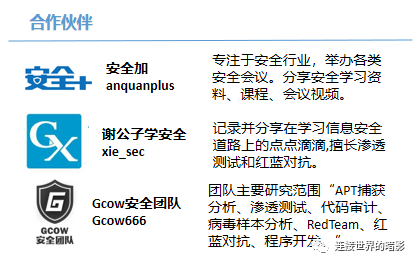 合作伙伴
安全+
安全加
anquanplus
专注于安全行业，举办各类
安全会议。分享安全学习资
料、课程、会议视频。
GX
谢公子学安全
xie_sec
记录并分享在学习信息安全
道路上的点点滴滴,擅长渗透
测试和红蓝对抗。
G
GCOW
安全团队
Gcow安全团队
Gcow666
团队主要研究范围“APT捕获
分析、渗透测试、代码审计、
病毒样本分析、RedTeam、红
蓝对抗、程序开发
连接世界的暗影